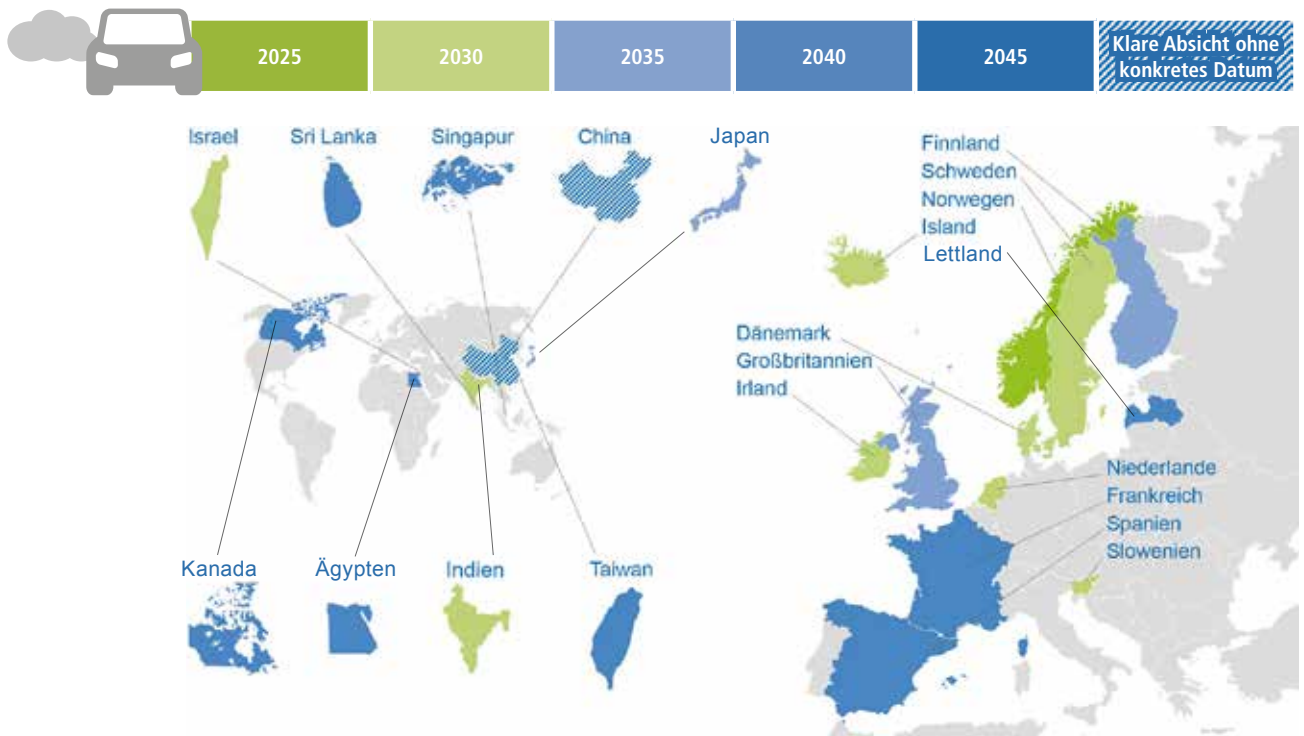 2025
2030
2035
2040
2045
Klare Absicht ohne
konkretes Datum
Israel
Sri Lanka
Singapur
China
Japan
Finnland
Schweden
Norwegen
Island
Lettland
Dänemark
Großbritannien
Irland
Niederlande
Frankreich
Spanien
Slowenien
Kanada
Ägypten
Indien
Taiwan